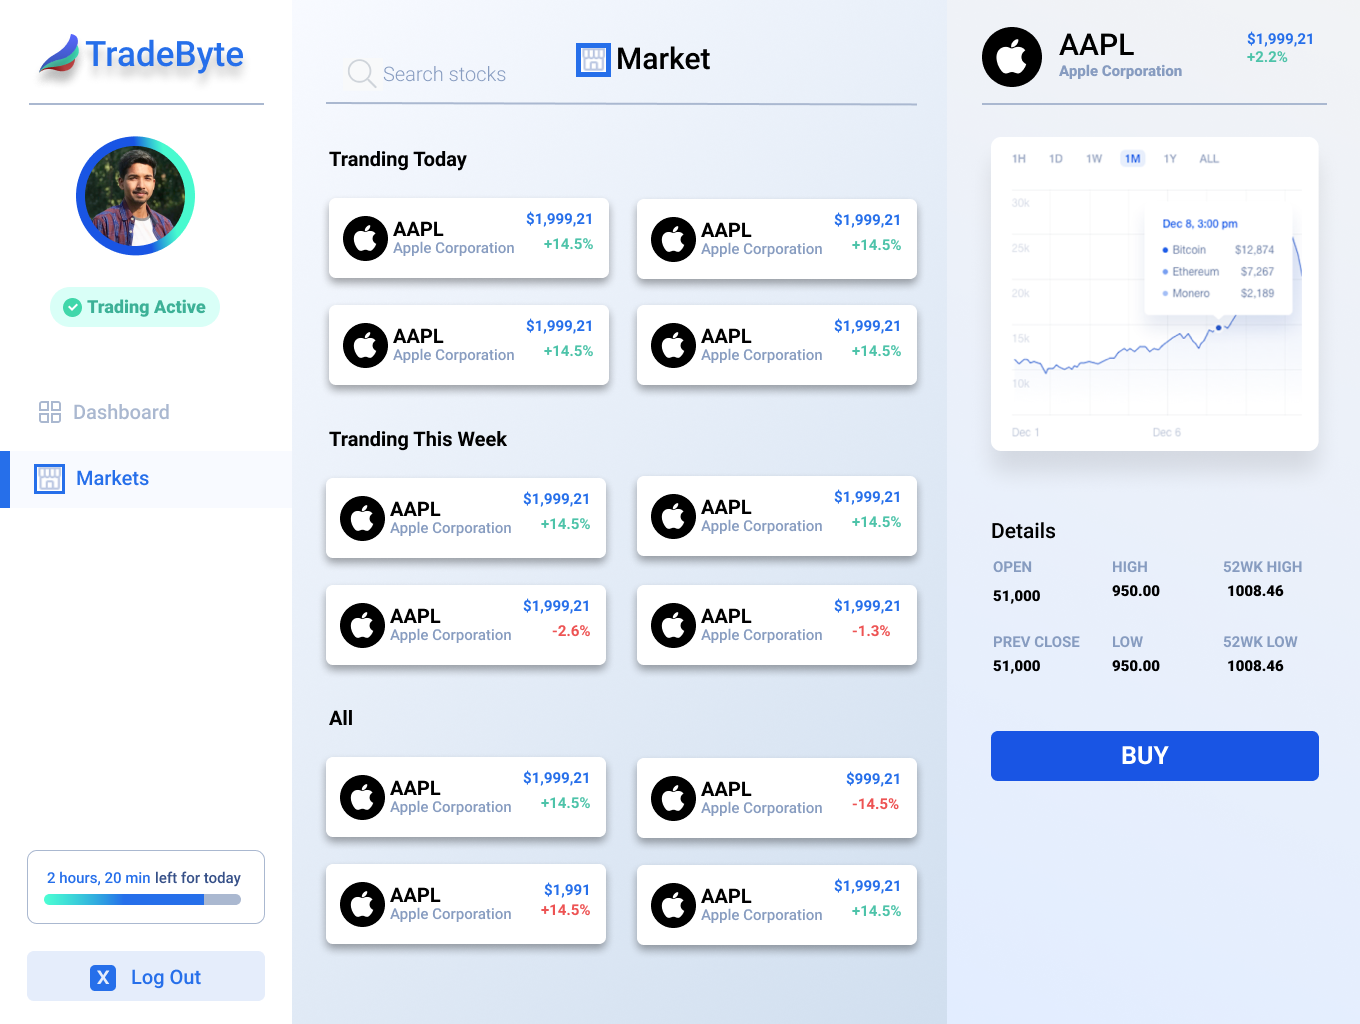 TradeByte
Trading Active
Dashboard
Markets
2 hours, 20 min left for today
X Log Out
Search stocks
Market
Tranding Today
AAPL
Apple Corporation
$1,999,21
+14.5%
AAPL
Apple Corporation
$1,999,21
+14.5%
AAPL
Apple Corporation
$1,999,21
+14.5%
AAPL
Apple Corporation
$1,999,21
+14.5%
Tranding This Week
AAPL
Apple Corporation
$1,999,21
+14.5%
AAPL
Apple Corporation
$1,999,21
+14.5%
AAPL
Apple Corporation
$1,999,21
-2.6%
AAPL
Apple Corporation
$1,999,21
-1.3%
All
AAPL
Apple Corporation
$1,999,21
+14.5%
AAPL
Apple Corporation
$999,21
-14.5%
AAPL
Apple Corporation
$1,991
+14.5%
AAPL
Apple Corporation
$1,999,21
+14.5%
AAPL
Apple Corporation
$1,999,21
+2.2%
1H 1D 1W 1M 1Y ALL
30k
25k
20k
15k
10k
Dec 8, 3:00 pm
Bitcoin $12,874
Ethereum $7,267
Monero $2,189
Dec 1 Dec 6
Details
OPEN HIGH 52WK HIGH
51,000 950.00 1008.46
PREV CLOSE LOW 52WK LOW
51,000 950.00 1008.46
BUY